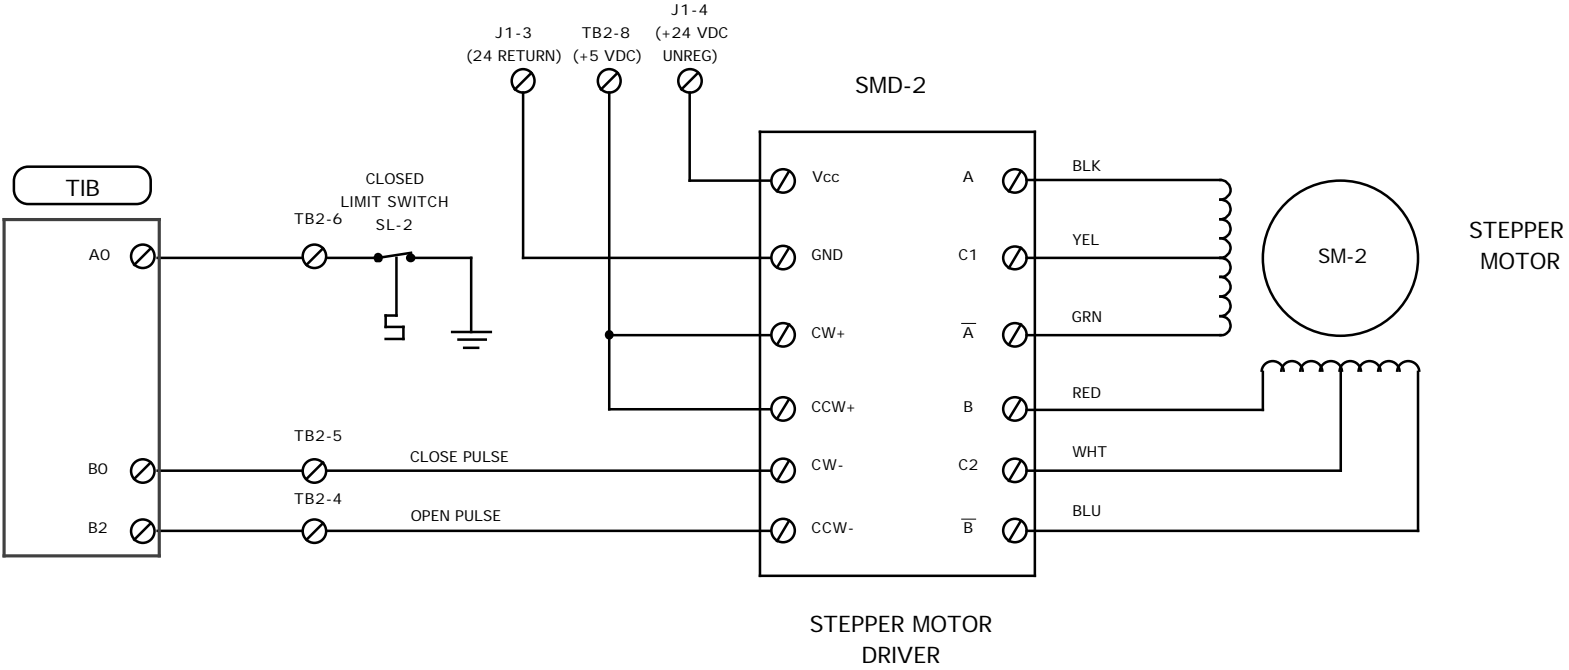 J1-4
J1-3 TB2-8 (+24 VDC
(24 RETURN) (+5 VDC) UNREG)
SMD-2
TIB
CLOSED
LIMIT SWITCH
SL-2
TB2-6
A0
Vcc
A
BLK
GND
C1
YEL
SM-2
STEPPER
MOTOR
CW+
A̅
GRN
CCW+
B
RED
B0
TB2-5
CLOSE PULSE
CW-
C2
WHT
B2
TB2-4
OPEN PULSE
CCW-
B̅
BLU
STEPPER MOTOR
DRIVER